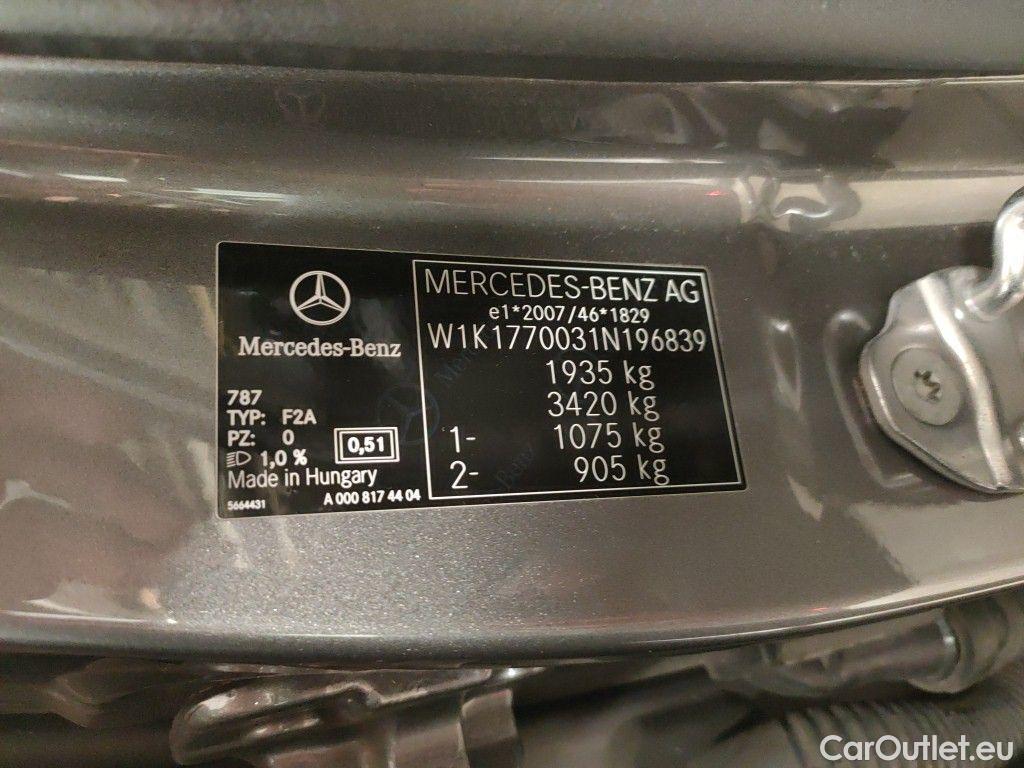 Mercedes-Benz
787
TYP: F2A
PZ: 0
1,0 %
0,51
Made in Hungary
5664431 A 000 817 44 04
MERCEDES-BENZ AG
e1*2007/46*1829
W1K1770031N196839
1935 kg
3420 kg
1- 1075 kg
2- 905 kg
CarOutlet.eu